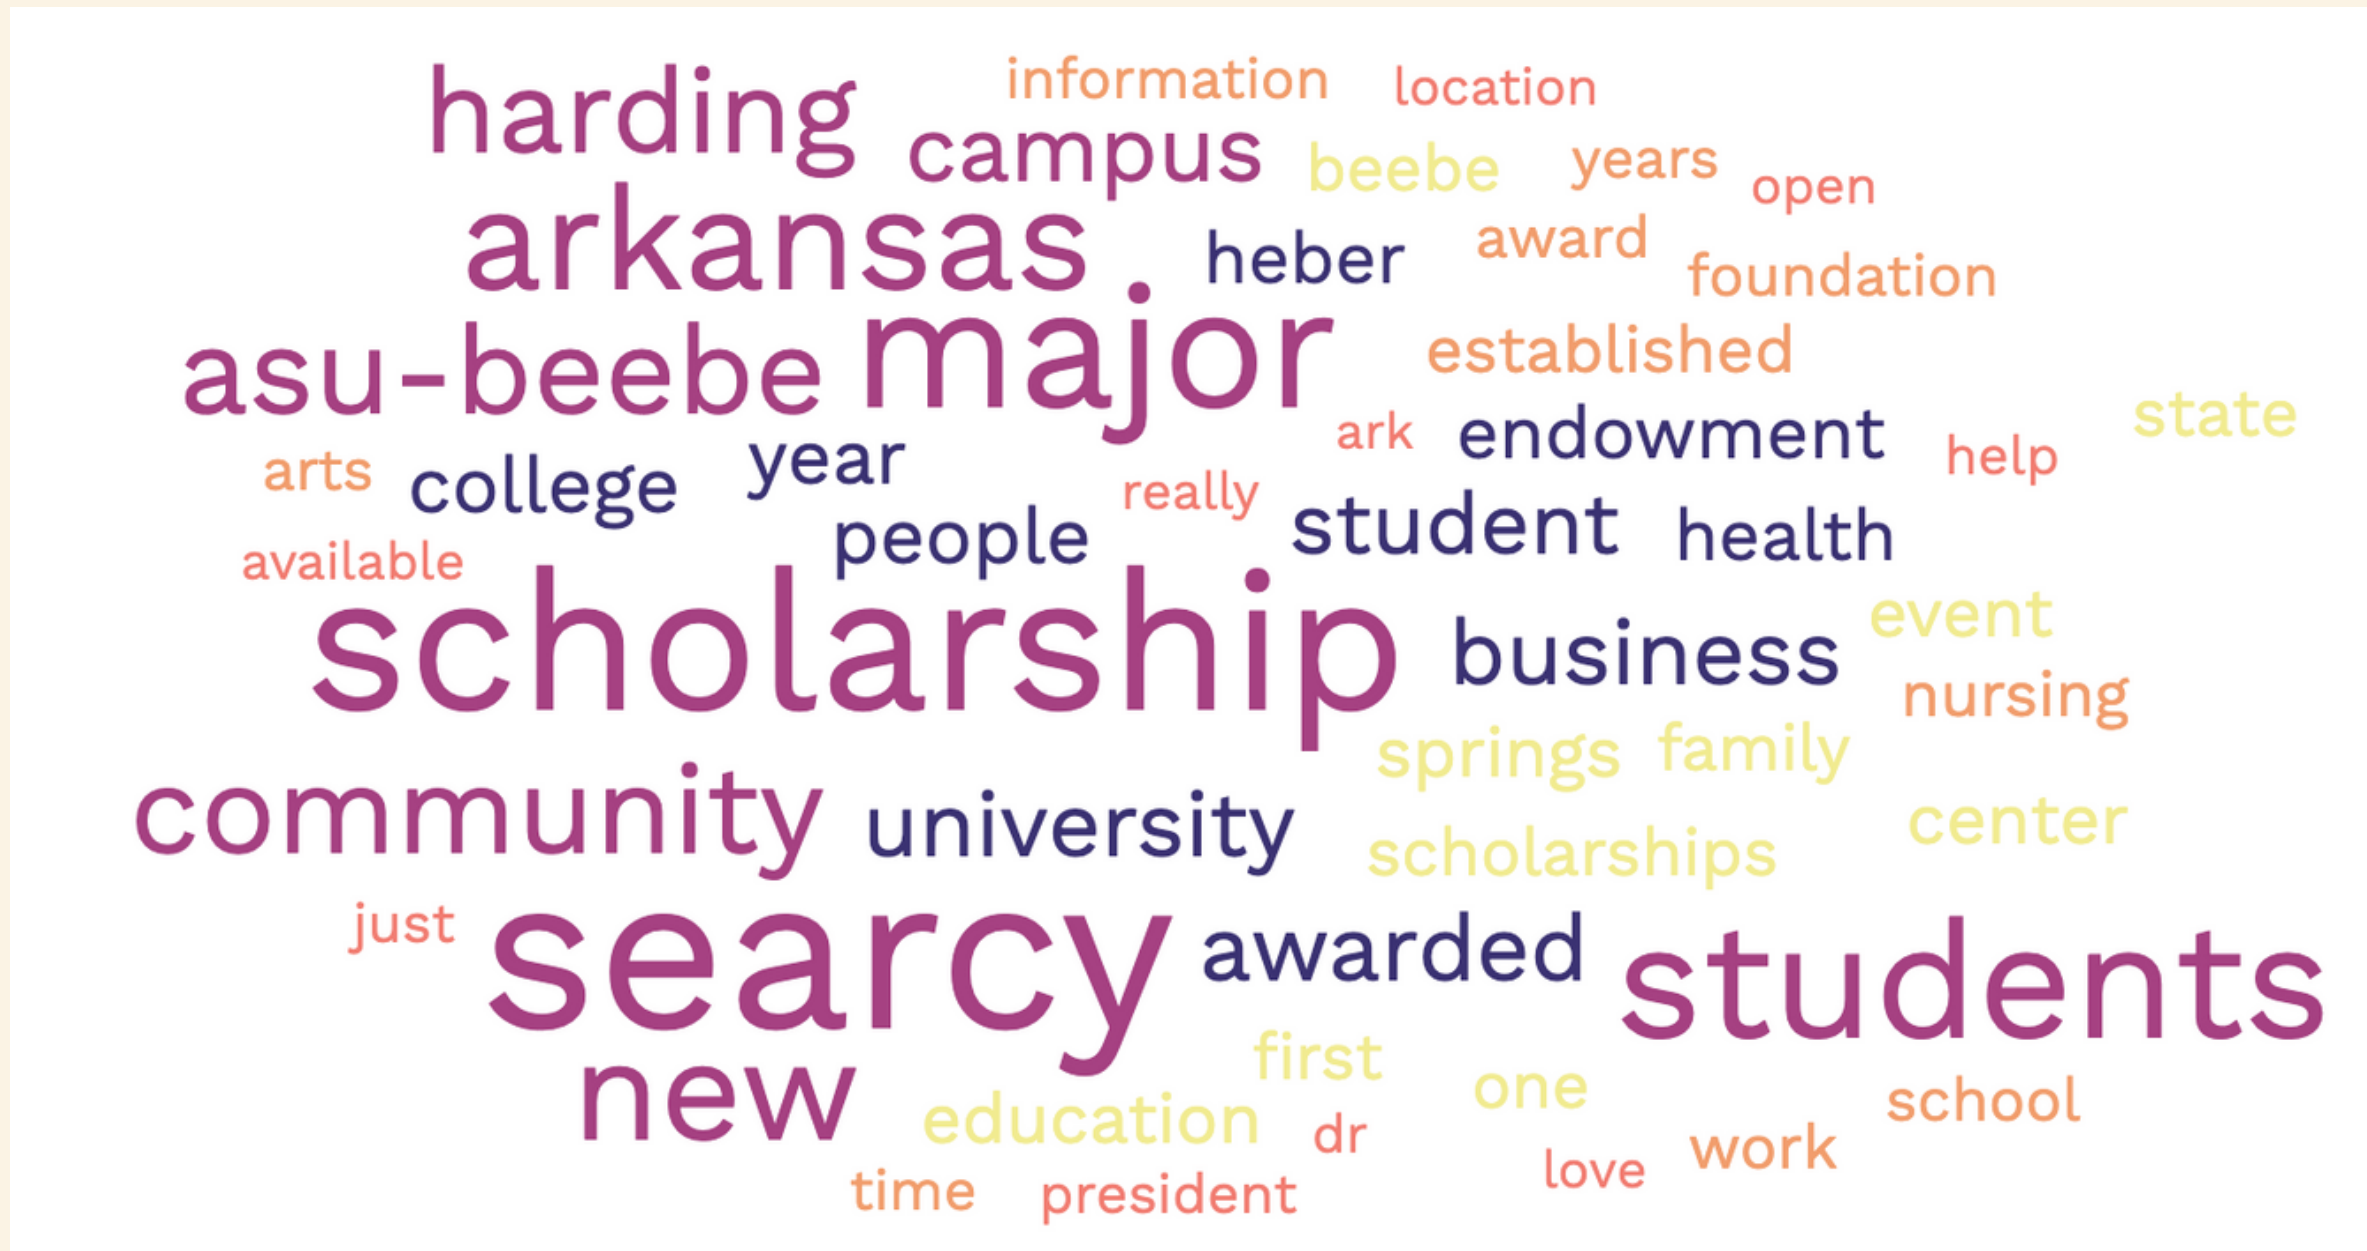 harding information location
campus beebe years open
arkansas heber award foundation
asu-beebe major established
ark endowment help state
arts college year really
people student health
available
scholarship business event
nursing
springs family
community university scholarships center
just searcy awarded students
new education first one school
dr work
time president love